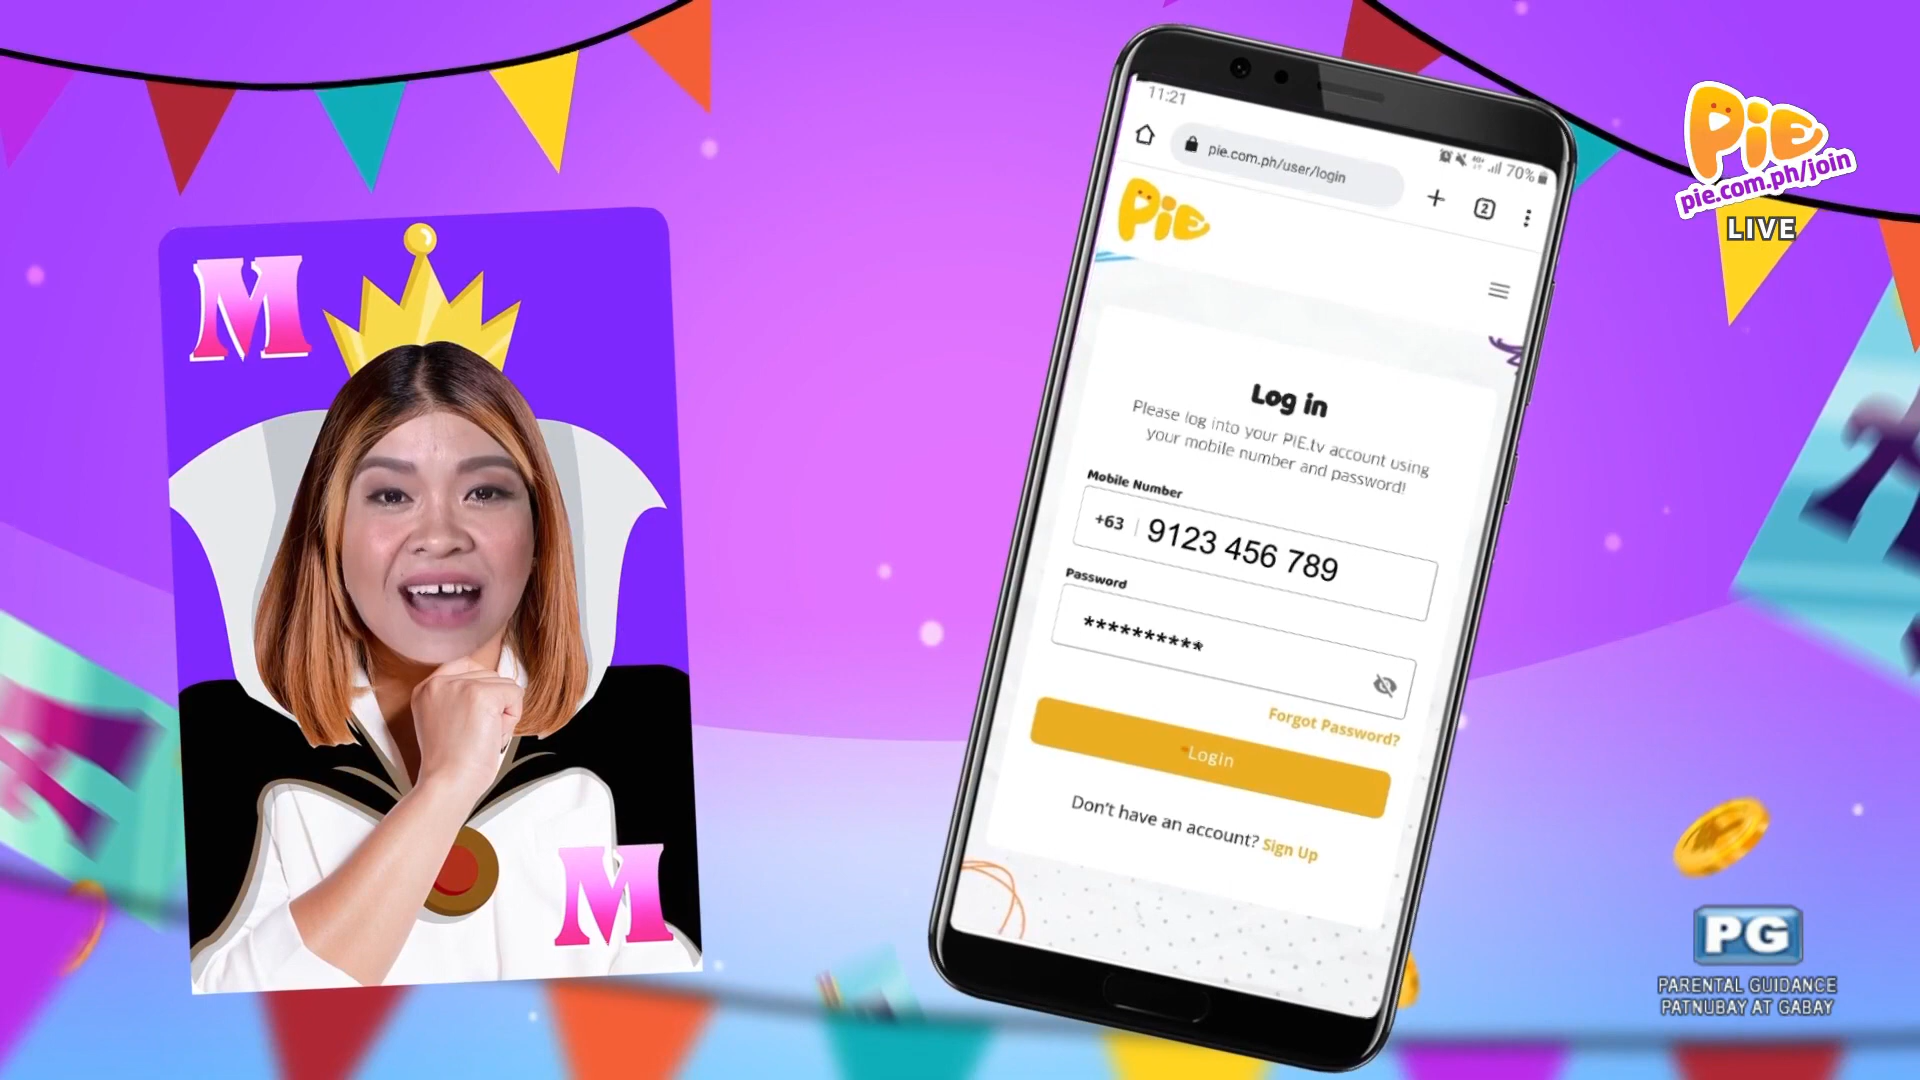 M
M
11:21
70%
pie.com.ph/user/login
2
PiE
Log in
Please log into your PiE.tv account using
your mobile number and password!
Mobile Number
+63 9123 456 789
Password
**********
Forgot Password?
Login
Don't have an account? Sign Up
PiE
pie.com.ph/join
LIVE
PG
PARENTAL GUIDANCE
PATNUBAY AT GABAY